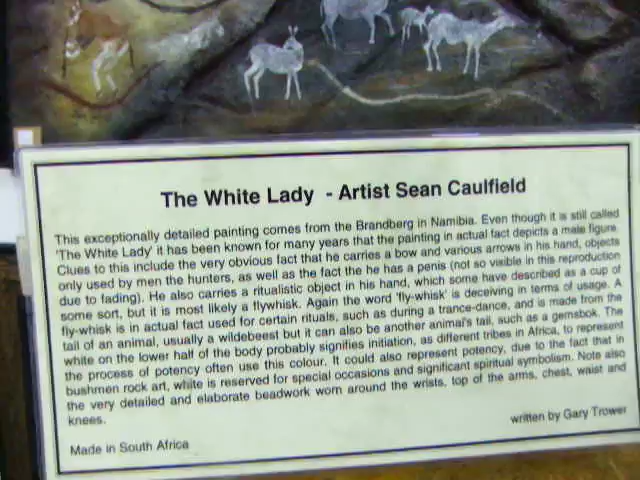 The White Lady - Artist Sean Caulfield
This exceptionally detailed painting comes from the Brandberg in Namibia. Even though it is still called
'The White Lady' it has been known for many years that the painting in actual fact depicts a male figure.
Clues to this include the very obvious fact that he carries a bow and various arrows in his hand, objects
only used by men the hunters, as well as the fact the he has a penis (not so visible in this reproduction
due to fading). He also carries a ritualistic object in his hand, which some have described as a cup of
some sort, but it is most likely a flywhisk. Again the word 'fly-whisk' is deceiving in terms of usage. A
fly-whisk is in actual fact used for certain rituals, such as during a trance-dance, and is made from the
tail of an animal, usually a wildebeest but it can also be another animal's tail, such as a gemsbok. The
white on the lower half of the body probably signifies initiation, as different tribes in Africa, to represent
the process of potency often use this colour. It could also represent potency, due to the fact that in
bushmen rock art, white is reserved for special occasions and significant spiritual symbolism. Note also
the very detailed and elaborate beadwork worn around the wrists, top of the arms, chest, waist and
knees.
written by Gary Trower
Made in South Africa